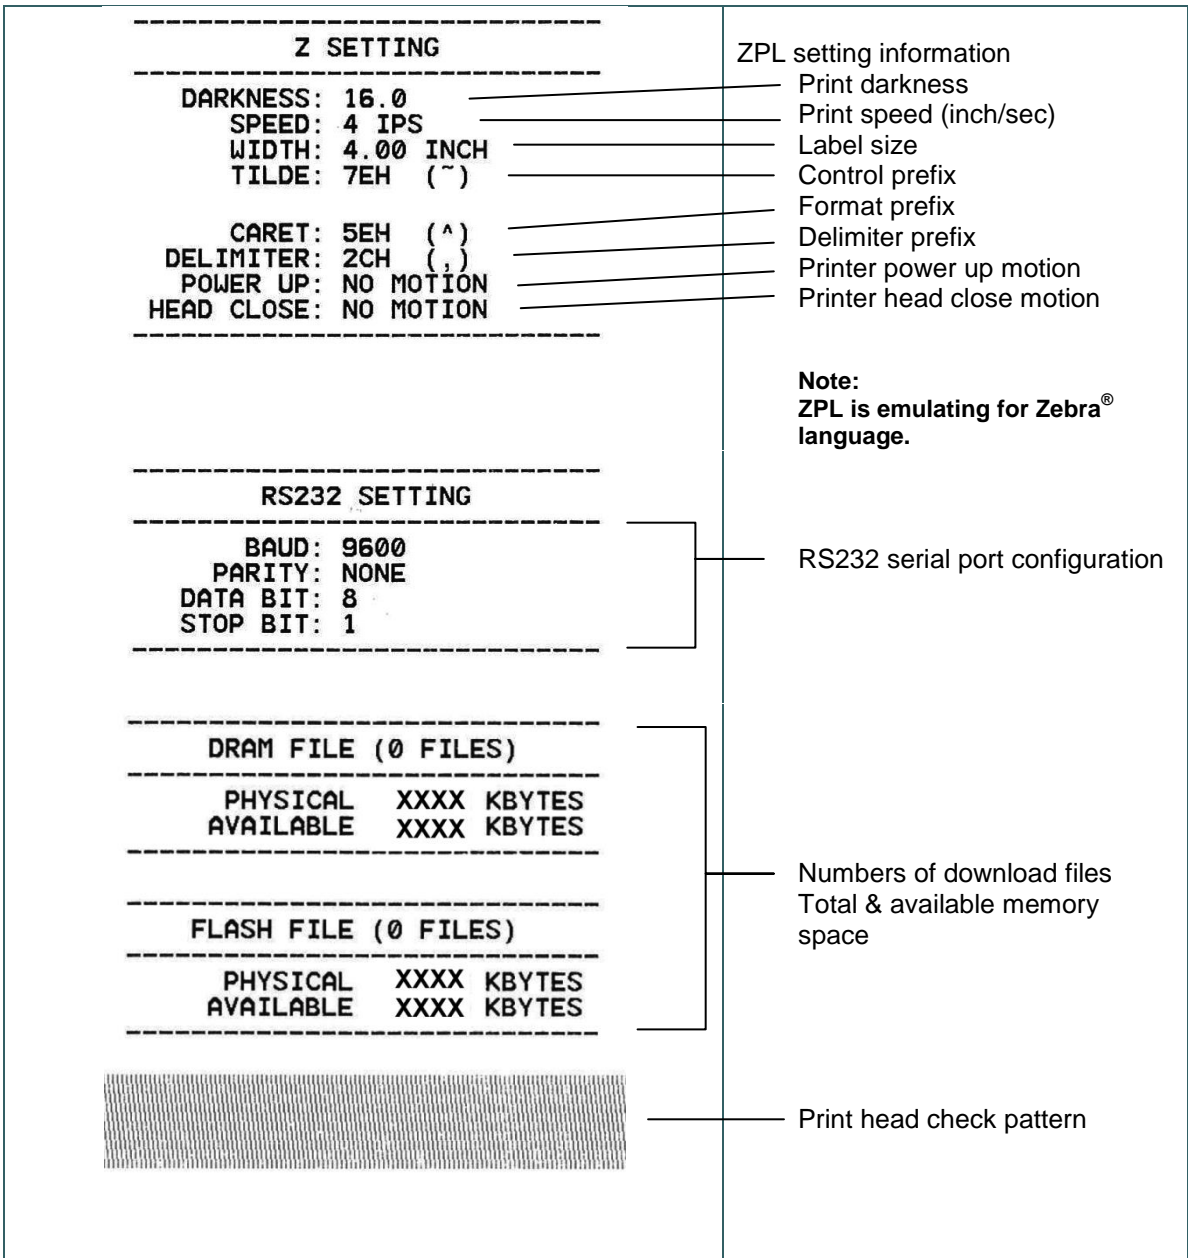 Z SETTING
DARKNESS: 16.0
SPEED: 4 IPS
WIDTH: 4.00 INCH
TILDE: 7EH (~)
CARET: 5EH (^)
DELIMITER: 2CH (,)
POWER UP: NO MOTION
HEAD CLOSE: NO MOTION
ZPL setting information
Print darkness
Print speed (inch/sec)
Label size
Control prefix
Format prefix
Delimiter prefix
Printer power up motion
Printer head close motion
Note:
ZPL is emulating for Zebra®
language.
RS232 SETTING
BAUD: 9600
PARITY: NONE
DATA BIT: 8
STOP BIT: 1
RS232 serial port configuration
DRAM FILE (0 FILES)
PHYSICAL XXXX KBYTES
AVAILABLE XXXX KBYTES
FLASH FILE (0 FILES)
PHYSICAL XXXX KBYTES
AVAILABLE XXXX KBYTES
Numbers of download files
Total & available memory
space
Print head check pattern